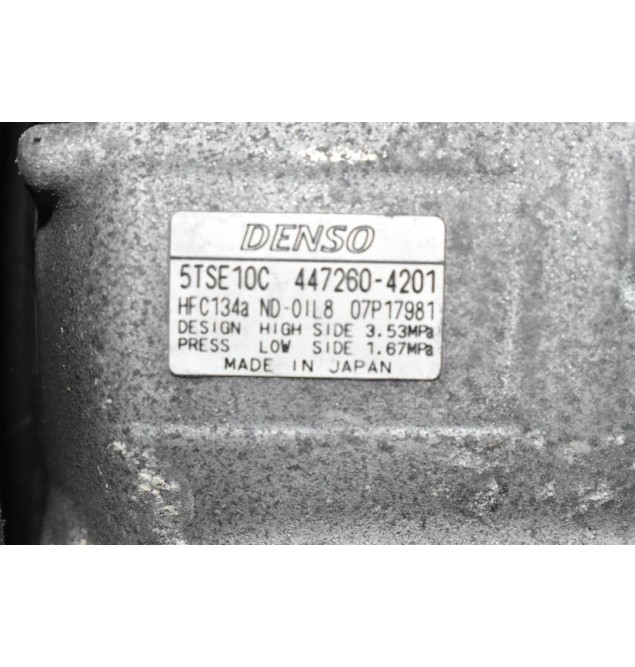 DENSO
5TSE10C 447260-4201
HFC134a ND-OIL8 07P17981
DESIGN HIGH SIDE 3.53MPa
PRESS LOW SIDE 1.67MPa
MADE IN JAPAN